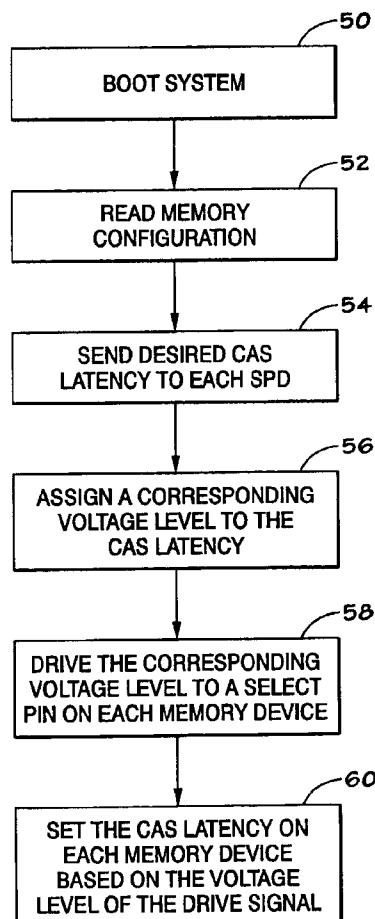 50
BOOT SYSTEM
52
READ MEMORY
CONFIGURATION
54
SEND DESIRED CAS
LATENCY TO EACH SPD
56
ASSIGN A CORRESPONDING
VOLTAGE LEVEL TO THE
CAS LATENCY
58
DRIVE THE CORRESPONDING
VOLTAGE LEVEL TO A SELECT
PIN ON EACH MEMORY DEVICE
60
SET THE CAS LATENCY ON
EACH MEMORY DEVICE
BASED ON THE VOLTAGE
LEVEL OF THE DRIVE SIGNAL